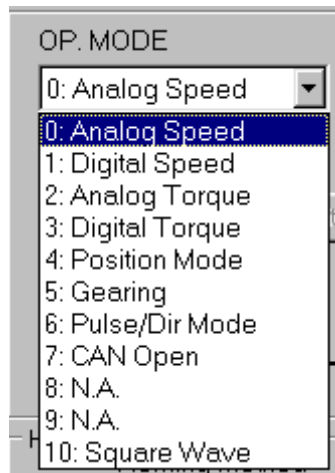 OP. MODE
0: Analog Speed
0: Analog Speed
1: Digital Speed
2: Analog Torque
3: Digital Torque
4: Position Mode
5: Gearing
6: Pulse/Dir Mode
7: CAN Open
8: N.A.
9: N.A.
10: Square Wave